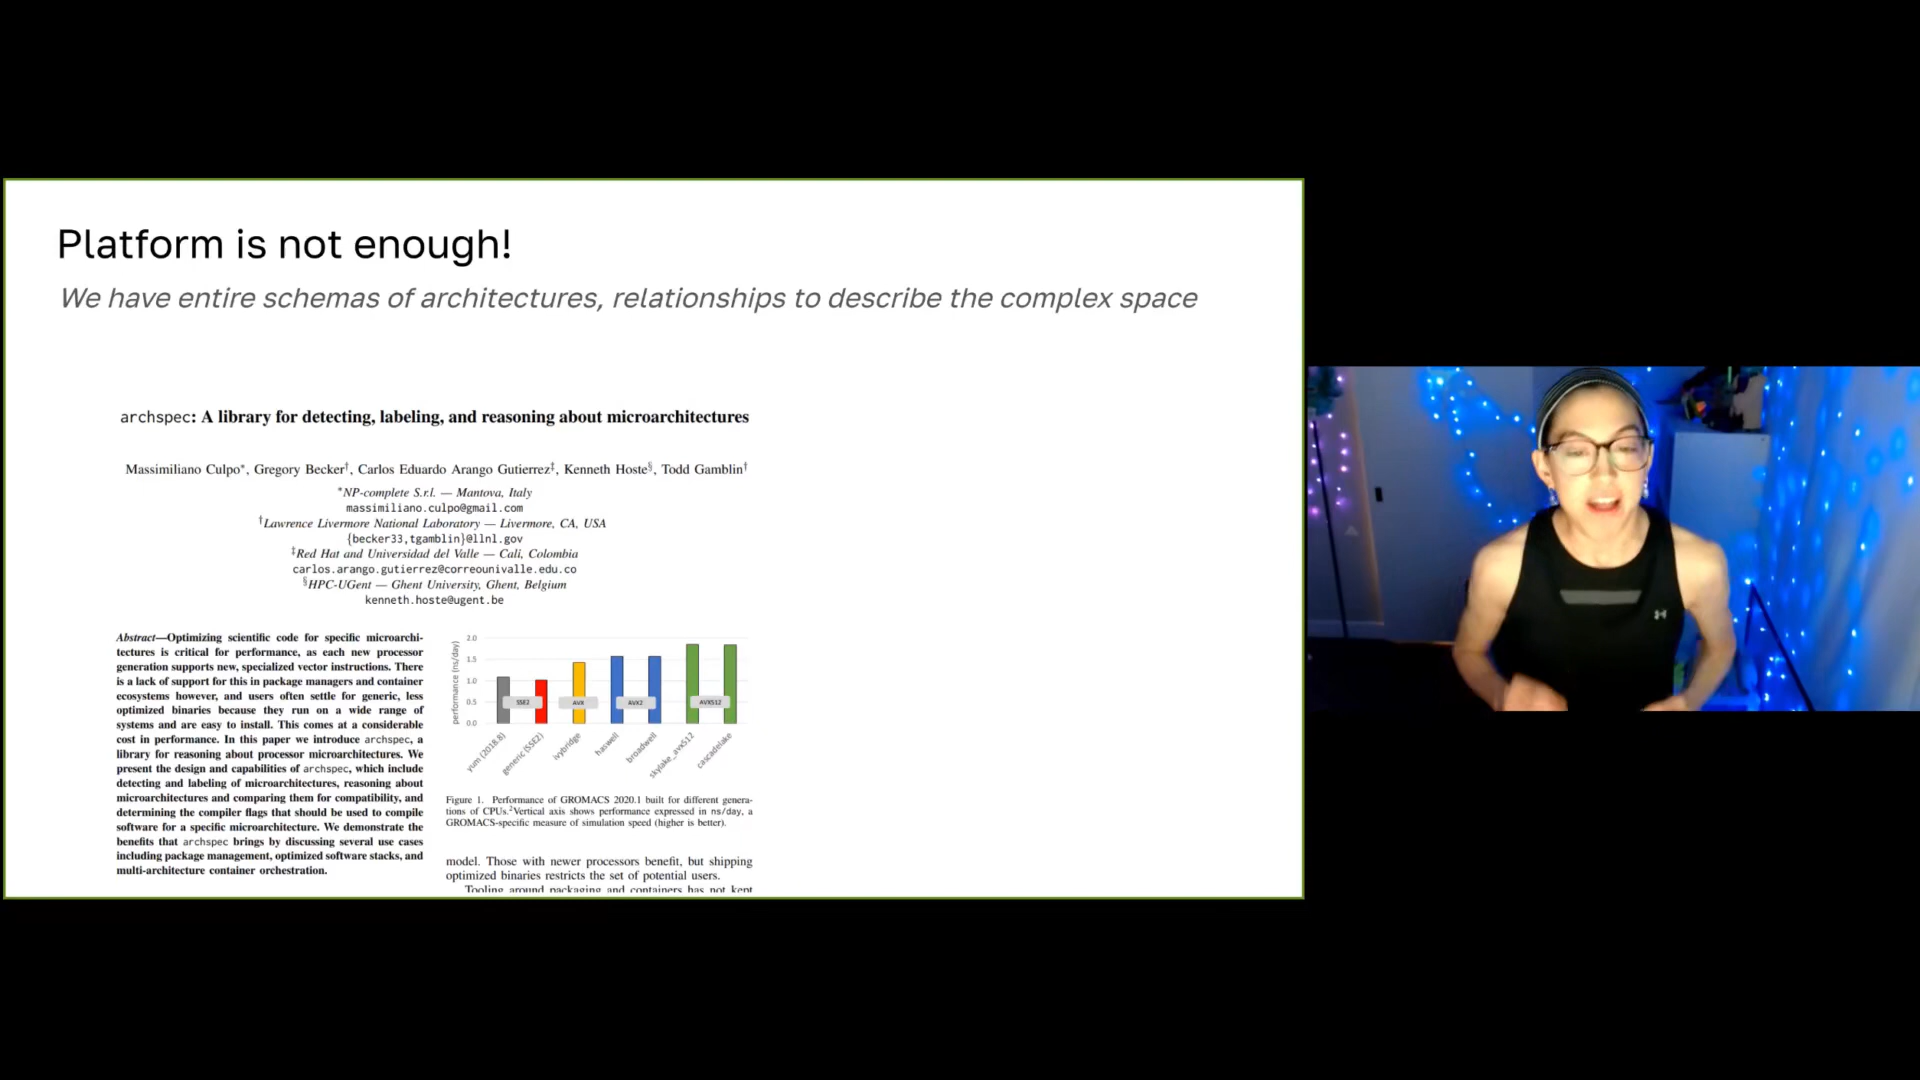 Platform is not enough!
We have entire schemas of architectures, relationships to describe the complex space
archspec: A library for detecting, labeling, and reasoning about microarchitectures
Massimiliano Culpo*, Gregory Becker†, Carlos Eduardo Arango Gutierrez‡, Kenneth Hoste§, Todd Gamblin†
*NP-complete S.r.l. — Mantova, Italy
massimiliano.culpo@gmail.com
†Lawrence Livermore National Laboratory — Livermore, CA, USA
{becker33,tgamblin}@llnl.gov
‡Red Hat and Universidad del Valle — Cali, Colombia
carlos.arango.gutierrez@correounivalle.edu.co
§HPC-UGent — Ghent University, Ghent, Belgium
kenneth.hoste@ugent.be
Abstract—Optimizing scientific code for specific microarchi-
tectures is critical for performance, as each new processor
generation supports new, specialized vector instructions. There
is a lack of support for this in package managers and container
ecosystems however, and users often settle for generic, less
optimized binaries because they run on a wide range of
systems and are easy to install. This comes at a considerable
cost in performance. In this paper we introduce archspec, a
library for reasoning about processor microarchitectures. We
present the design and capabilities of archspec, which include
detecting and labeling of microarchitectures, reasoning about
microarchitectures and comparing them for compatibility, and
determining the compiler flags that should be used to compile
software for a specific microarchitecture. We demonstrate the
benefits that archspec brings by discussing several use cases
including package management, optimized software stacks, and
multi-architecture container orchestration.
performance (ns/day)
2.0
1.5
1.0
0.5
0.0
SSE2
AVX
AVX2
AVX512
yum (2018.8)
generic (SSE2)
ivybridge
haswell
broadwell
skylake_avx512
cascadelake
Figure 1. Performance of GROMACS 2020.1 built for different genera-
tions of CPUs.²Vertical axis shows performance expressed in ns/day, a
GROMACS-specific measure of simulation speed (higher is better).
model. Those with newer processors benefit, but shipping
optimized binaries restricts the set of potential users.
Tooling around packaging and containers has not kept